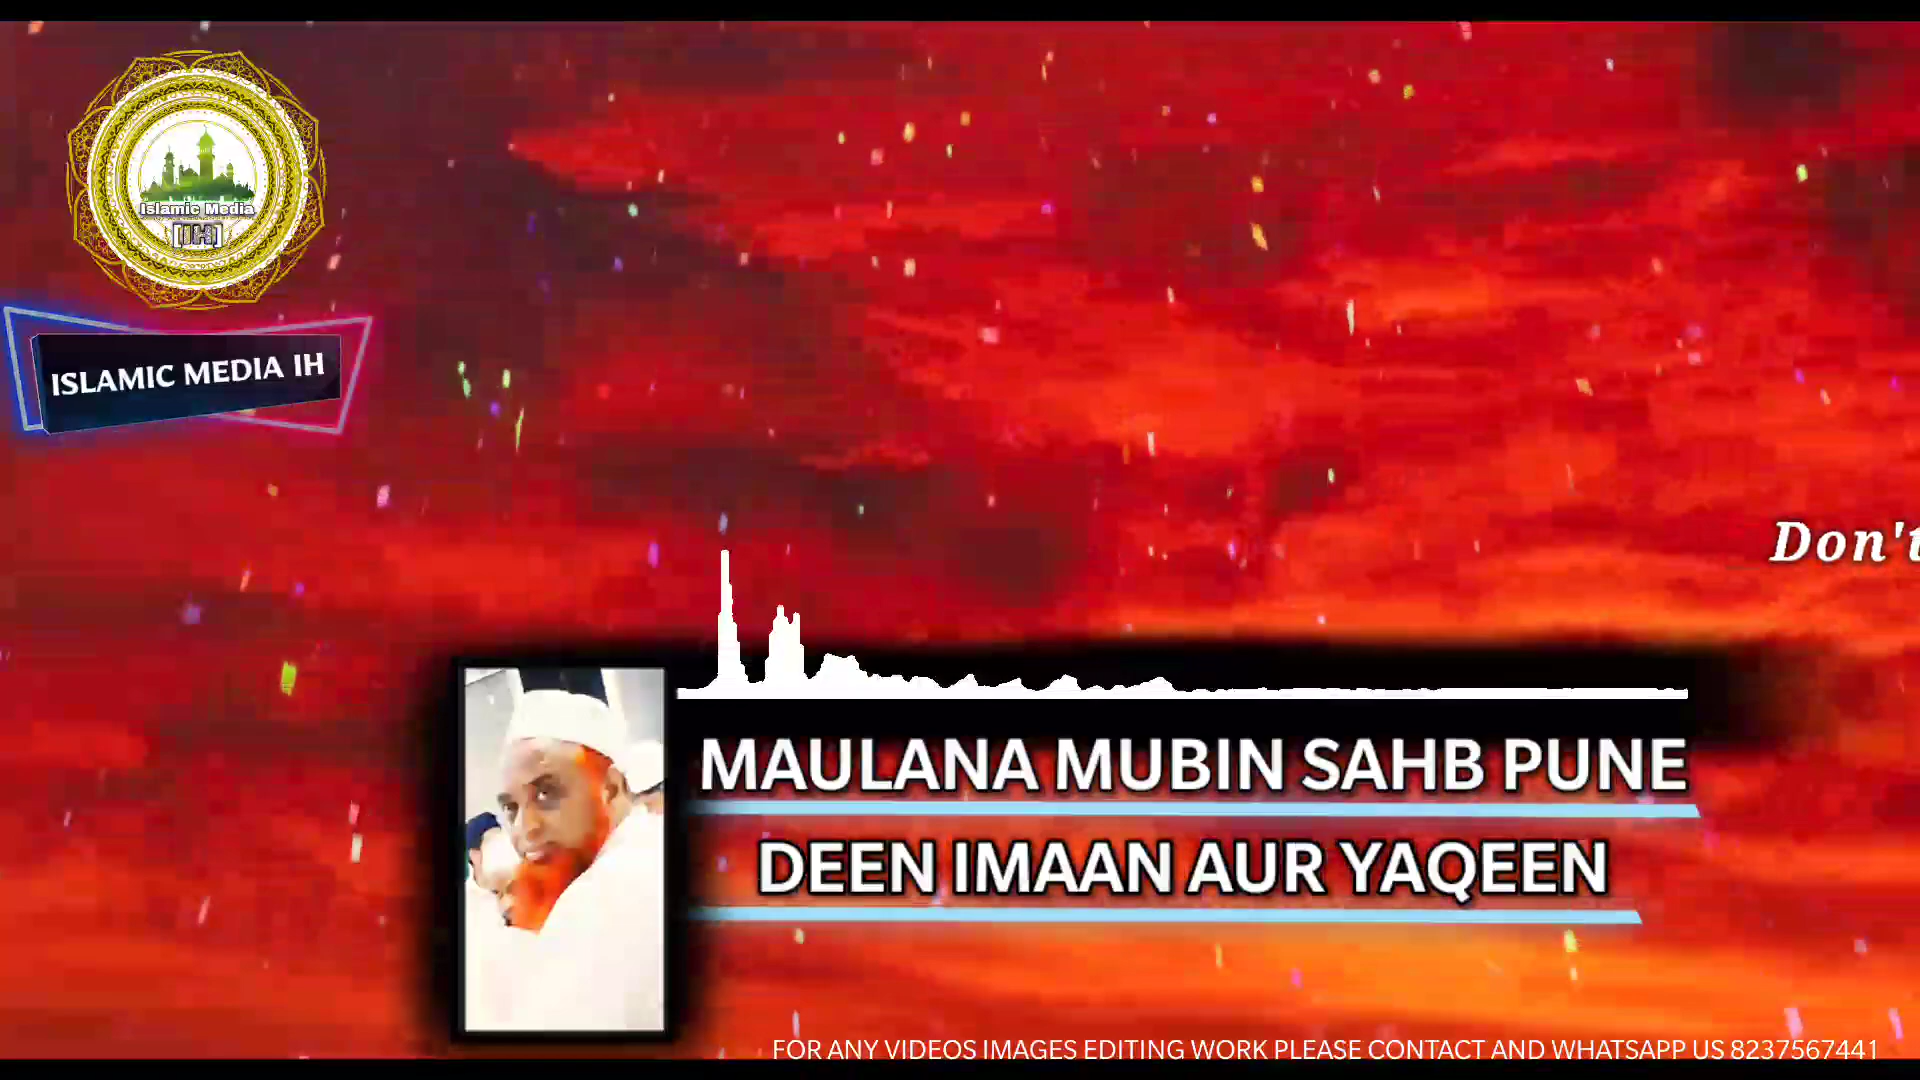 Islamic Media
[IH]
ISLAMIC MEDIA IH
Don't
MAULANA MUBIN SAHB PUNE
DEEN IMAAN AUR YAQEEN
FOR ANY VIDEOS IMAGES EDITING WORK PLEASE CONTACT AND WHATSAPP US 8237567441